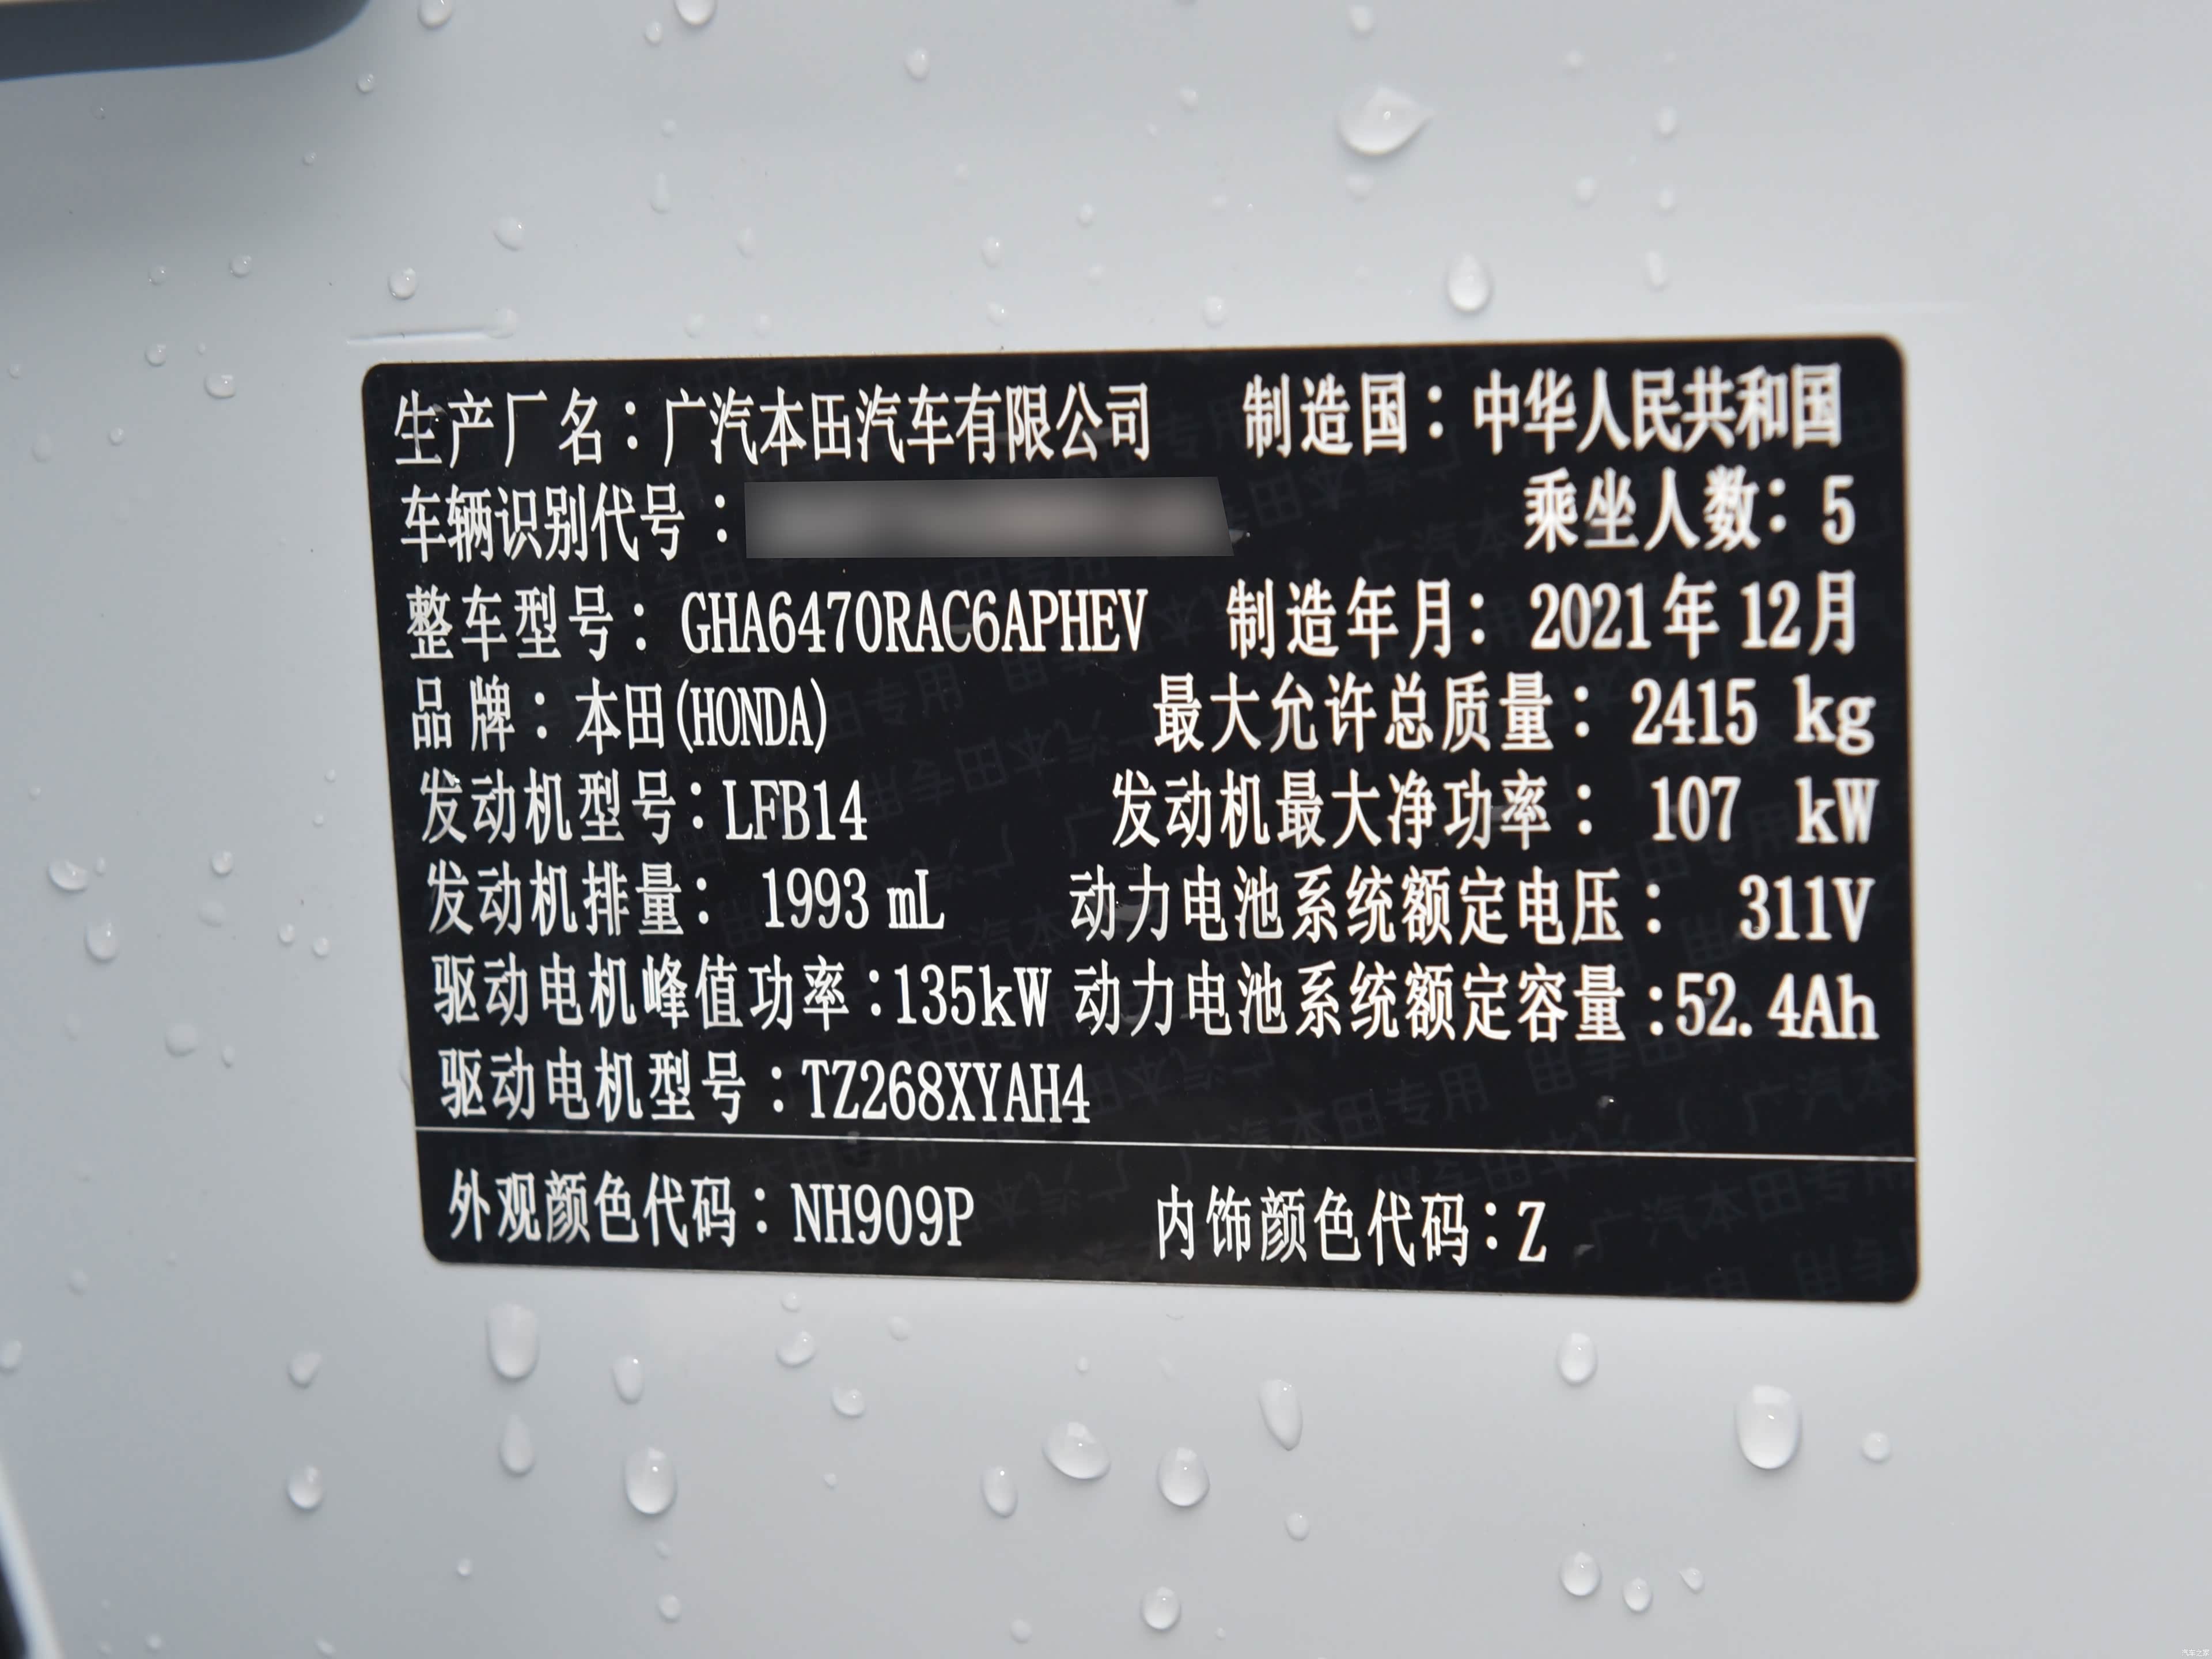 生产厂名：广汽本田汽车有限公司 制造国：中华人民共和国
车辆识别代号： 乘坐人数：5
整车型号：GHA6470RAC6APHEV 制造年月：2021年12月
品牌：本田(HONDA) 最大允许总质量：2415 kg
发动机型号：LFB14 发动机最大净功率：107 kW
发动机排量：1993 mL 动力电池系统额定电压：311V
驱动电机峰值功率：135kW 动力电池系统额定容量：52.4Ah
驱动电机型号：TZ268XYAH4
外观颜色代码：NH909P 内饰颜色代码：Z
汽车之家